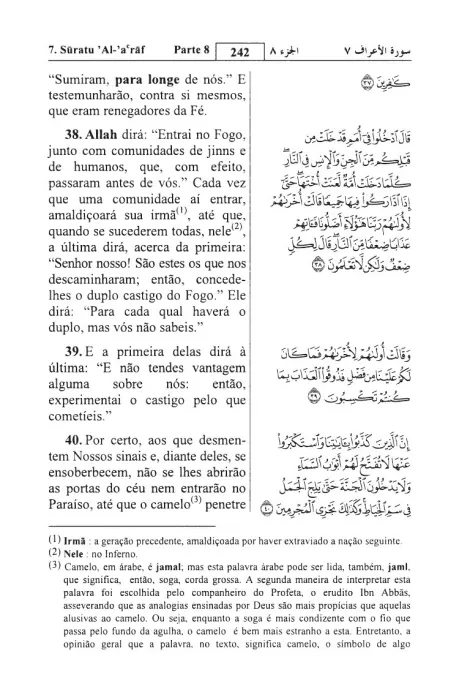 7. Sūratu ’Al-’aᶜrāf Parte 8 242 الجزء ٨ سورة الأعراف ٧
“Sumiram, para longe de nós.” E
testemunharão, contra si mesmos,
que eram renegadores da Fé.
38. Allah dirá: “Entrai no Fogo,
junto com comunidades de jinns e
de humanos, que, com efeito,
passaram antes de vós.” Cada vez
que uma comunidade aí entrar,
amaldiçoará sua irmã(1), até que,
quando se sucederem todas, nele(2),
a última dirá, acerca da primeira:
“Senhor nosso! São estes os que nos
descaminharam; então, concede-
lhes o duplo castigo do Fogo.” Ele
dirá: “Para cada qual haverá o
duplo, mas vós não sabeis.”
39. E a primeira delas dirá à
última: “E não tendes vantagem
alguma sobre nós: então,
experimentai o castigo pelo que
cometíeis.”
40. Por certo, aos que desmen-
tem Nossos sinais e, diante deles, se
ensoberbecem, não se lhes abrirão
as portas do céu nem entrarão no
Paraíso, até que o camelo(3) penetre
كَٰفِرِينَ ٣٧
قَالَ ٱدۡخُلُواْ فِيٓ أُمَمٖ قَدۡ خَلَتۡ مِن
قَبۡلِكُم مِّنَ ٱلۡجِنِّ وَٱلۡإِنسِ فِي ٱلنَّارِۖ
كُلَّمَا دَخَلَتۡ أُمَّةٞ لَّعَنَتۡ أُخۡتَهَاۖ حَتَّىٰٓ
إِذَا ٱدَّارَكُواْ فِيهَا جَمِيعٗا قَالَتۡ أُخۡرَىٰهُمۡ
لِأُولَىٰهُمۡ رَبَّنَا هَٰٓؤُلَآءِ أَضَلُّونَا فَـَٔاتِهِمۡ
عَذَابٗا ضِعۡفٗا مِّنَ ٱلنَّارِۖ قَالَ لِكُلّٖ
ضِعۡفٞ وَلَٰكِن لَّا تَعۡلَمُونَ ٣٨
وَقَالَتۡ أُولَىٰهُمۡ لِأُخۡرَىٰهُمۡ فَمَا كَانَ
لَكُمۡ عَلَيۡنَا مِن فَضۡلٖ فَذُوقُواْ ٱلۡعَذَابَ بِمَا
كُنتُمۡ تَكۡسِبُونَ ٣٩
إِنَّ ٱلَّذِينَ كَذَّبُواْ بِـَٔايَٰتِنَا وَٱسۡتَكۡبَرُواْ
عَنۡهَا لَا تُفَتَّحُ لَهُمۡ أَبۡوَٰبُ ٱلسَّمَآءِ
وَلَا يَدۡخُلُونَ ٱلۡجَنَّةَ حَتَّىٰ يَلِجَ ٱلۡجَمَلُ
فِي سَمِّ ٱلۡخِيَاطِۚ وَكَذَٰلِكَ نَجۡزِي ٱلۡمُجۡرِمِينَ ٤٠
(1) Irmã : a geração precedente, amaldiçoada por haver extraviado a nação seguinte.
(2) Nele : no Inferno.
(3) Camelo, em árabe, é jamal; mas esta palavra árabe pode ser lida, também, jaml,
que significa, então, soga, corda grossa. A segunda maneira de interpretar esta
palavra foi escolhida pelo companheiro do Profeta, o erudito Ibn Abbās,
asseverando que as analogias ensinadas por Deus são mais propícias que aquelas
alusivas ao camelo. Ou seja, enquanto a soga é mais condizente com o fio que
passa pelo fundo da agulha, o camelo é bem mais estranho a esta. Entretanto, a
opinião geral que a palavra, no texto, significa camelo, o símbolo de algo